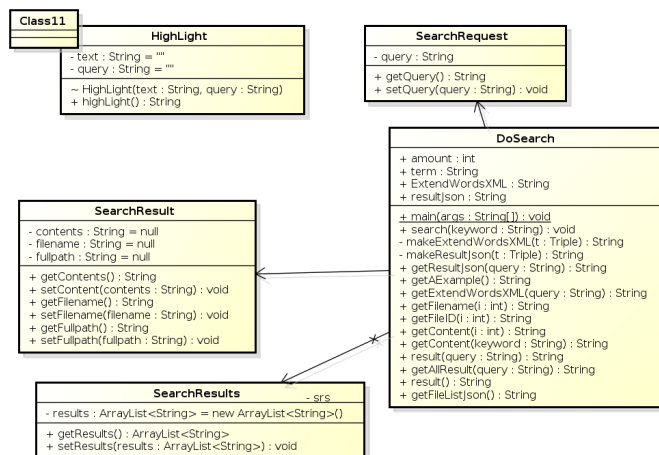 Class11
HighLight
- text : String = ""
- query : String = ""
~ HighLight(text : String, query : String)
+ highLight() : String
SearchRequest
- query : String
+ getQuery() : String
+ setQuery(query : String) : void
DoSearch
+ amount : int
+ term : String
+ ExtendWordsXML : String
+ resultJson : String
+ main(args : String[]) : void
+ search(keyword : String) : void
- makeExtendWordsXML(t : Triple) : String
- makeResultJson(t : Triple) : String
+ getResultJson(query : String) : String
+ getAExample() : String
+ getExtendWordsXML(query : String) : String
+ getFilename(i : int) : String
+ getFileID(i : int) : String
+ getContent(i : int) : String
+ getContent(keyword : String) : String
+ result(query : String) : String
+ getAllResult(query : String) : String
+ result() : String
+ getFileListJson() : String
SearchResult
- contents : String = null
- filename : String = null
- fullpath : String = null
+ getContents() : String
+ setContent(contents : String) : void
+ getFilename() : String
+ setFilename(filename : String) : void
+ getFullpath() : String
+ setFullpath(fullpath : String) : void
SearchResults
- srs
- results : ArrayList<String> = new ArrayList<String>()
+ getResults() : ArrayList<String>
+ setResults(results : ArrayList<String>) : void